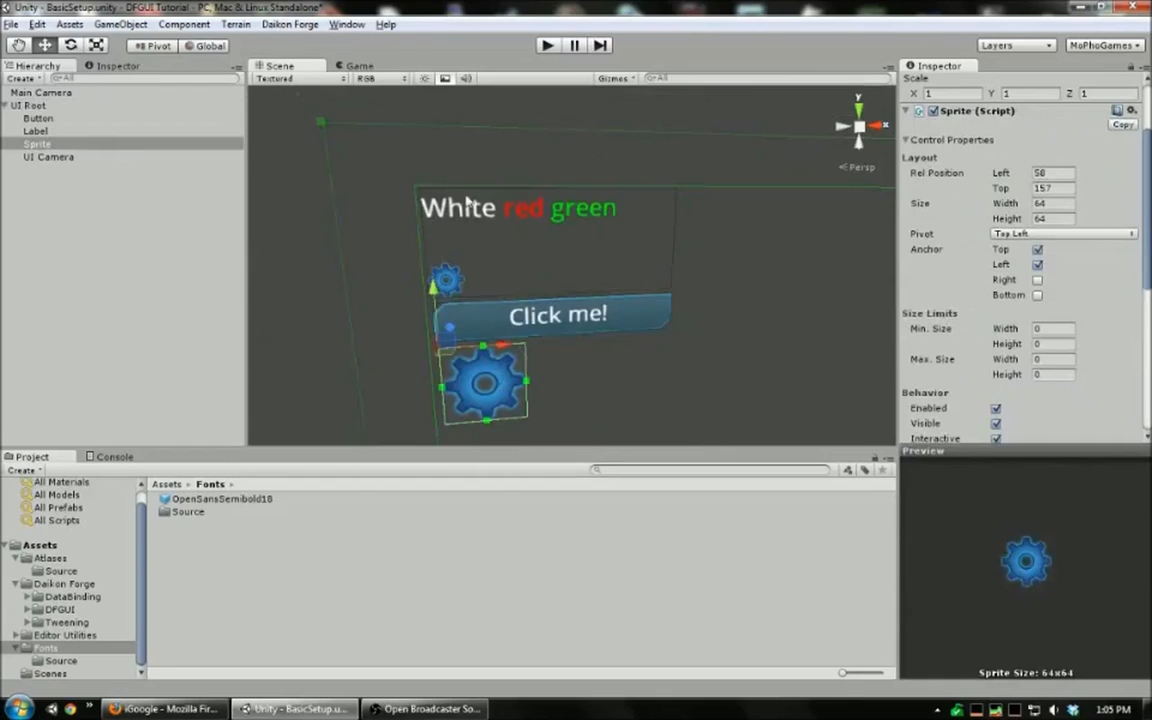 Unity - BasicSetup.unity - DFGUI Tutorial - PC, Mac & Linux Standalone*
File Edit Assets GameObject Component Terrain Daikon Forge Window Help
Pivot Global Layers MoPhoGames
Hierarchy Inspector Scene Game Inspector
Create All Textured RGB Gizmos All Scale
Main Camera X 1 Y 1 Z 1
UI Root Sprite (Script)
Button Copy
Label Control Properties
Sprite Layout
UI Camera
y
x
Persp
White red green
Click me!
Rel Position Left 58
Top 157
Size Width 64
Height 64
Pivot Top Left
Anchor Top
Left
Right
Bottom
Size Limits
Min. Size Width 0
Height 0
Max. Size Width 0
Height 0
Behavior
Enabled
Visible
Interactive
Project Console Preview
Create
All Materials Assets Fonts
All Models OpenSansSemibold18
All Prefabs Source
All Scripts
Assets
Atlases
Source
Daikon Forge
DataBinding
DFGUI
Tweening
Editor Utilities
Fonts
Source
Scenes
Sprite Size: 64x64
iGoogle - Mozilla Fir... Unity - BasicSetup.u... Open Broadcaster So... 1:05 PM